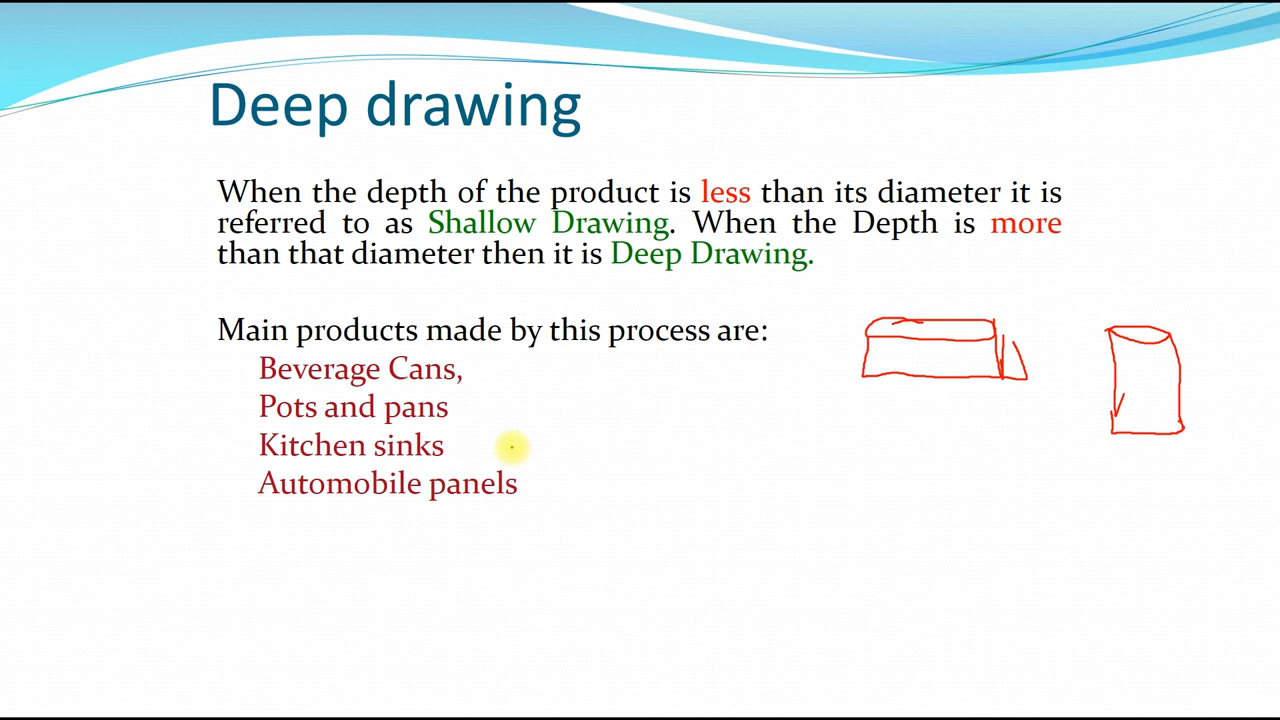 Deep drawing
When the depth of the product is less than its diameter it is
referred to as Shallow Drawing. When the Depth is more
than that diameter then it is Deep Drawing.
Main products made by this process are:
Beverage Cans,
Pots and pans
Kitchen sinks
Automobile panels